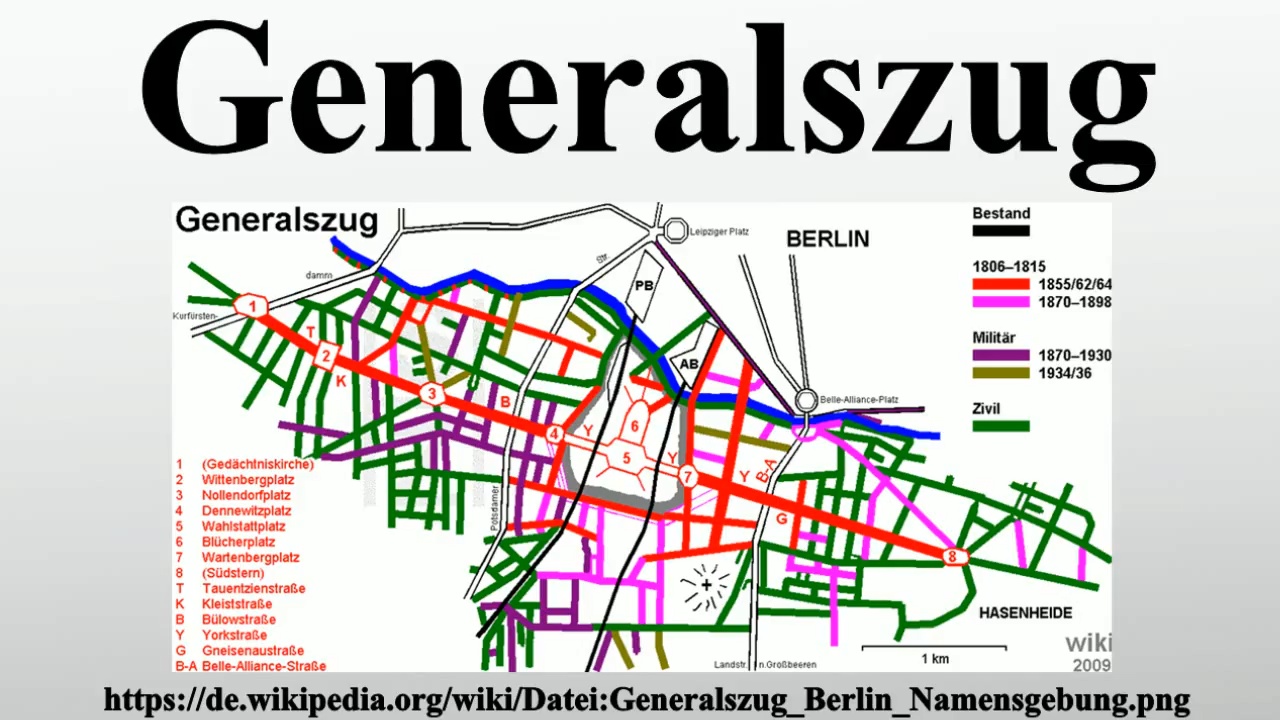 Generalszug
Generalszug
Leipziger Platz
BERLIN
Bestand
1806–1815
1855/62/64
1870–1898
Militär
1870–1930
1934/36
Zivil
damm
Str.
PB
Kurfürsten-
1
T
2
K
3
B
4
Y
5
6
Y
7
AB
Belle-Alliance-Platz
Y
B-A
G
8
Potsdamer
HASENHEIDE
1 (Gedächtniskirche)
2 Wittenbergplatz
3 Nollendorfplatz
4 Dennewitzplatz
5 Wahlstattplatz
6 Blücherplatz
7 Wartenbergplatz
8 (Südstern)
T Tauentzienstraße
K Kleiststraße
B Bülowstraße
Y Yorkstraße
G Gneisenaustraße
B-A Belle-Alliance-Straße
Landstr. n.Großbeeren
1 km
wiki
2009
https://de.wikipedia.org/wiki/Datei:Generalszug_Berlin_Namensgebung.png